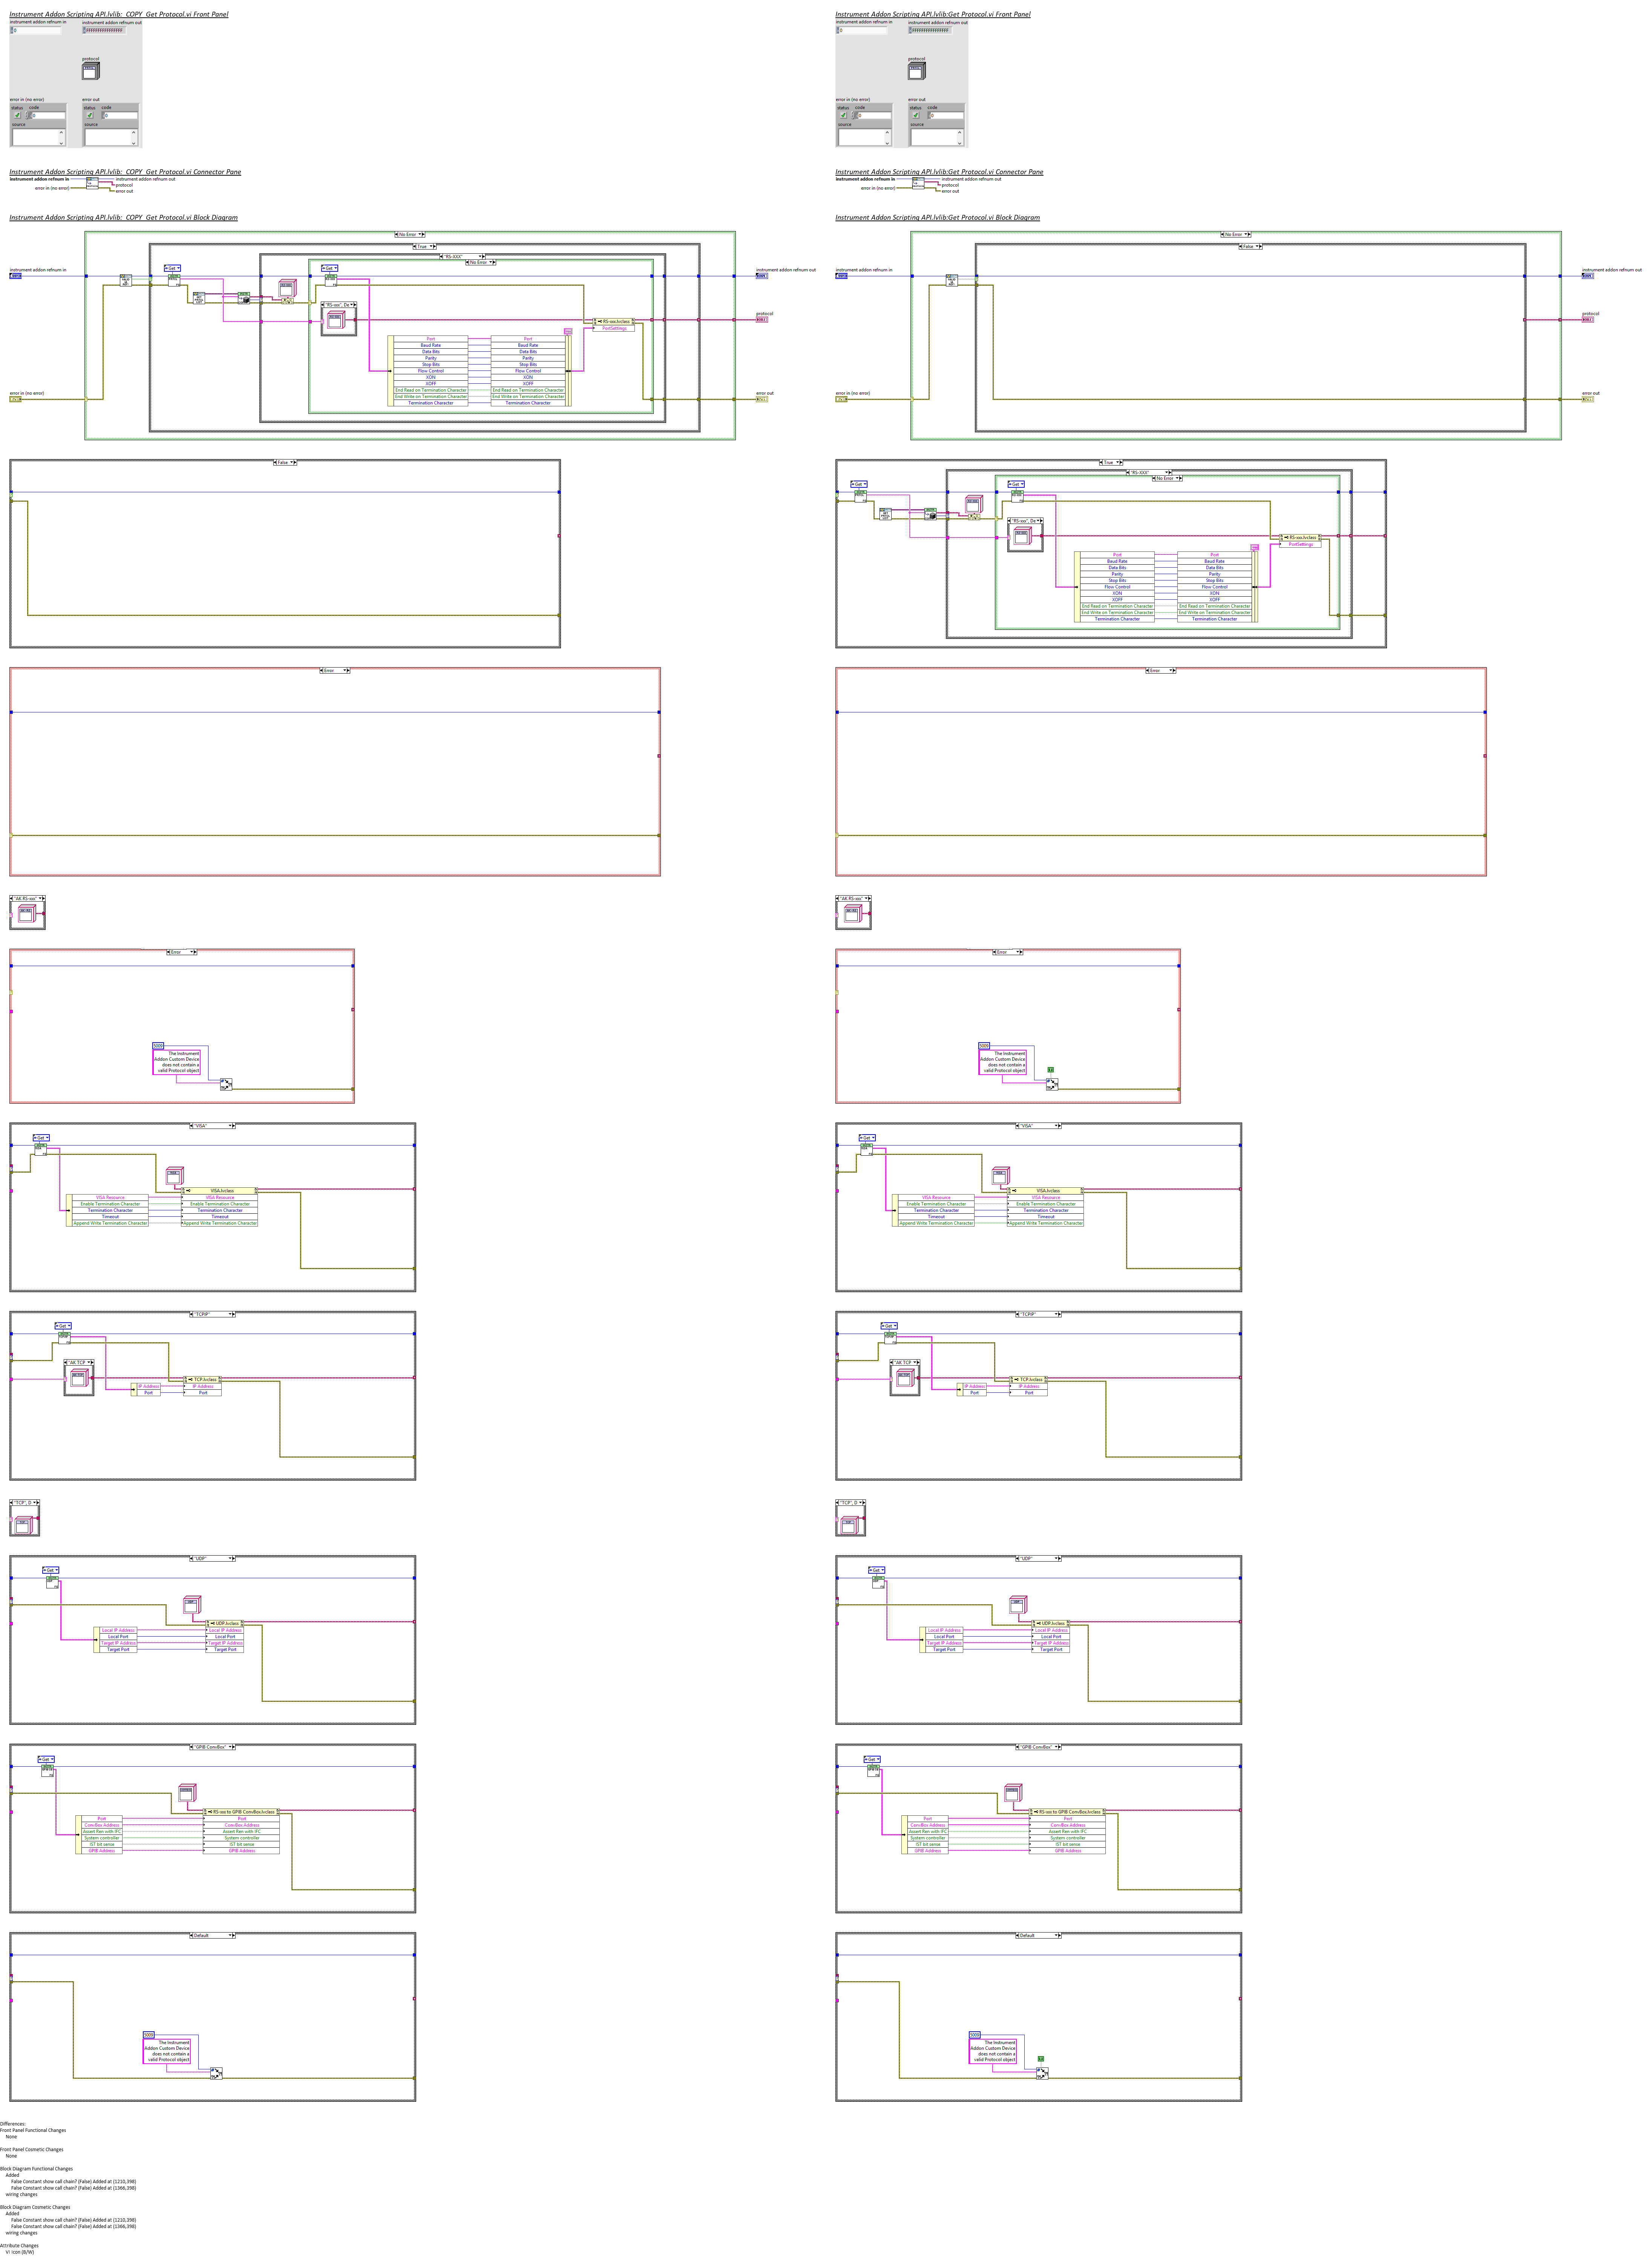 Instrument Addon Scripting API.lvlib:_COPY_Get Protocol.vi Front Panel
instrument addon refnum in
instrument addon refnum out
0
FFFFFFFFFFFFFFFF
protocol
error in (no error)
error out
status code
status code
0
0
source
source
Instrument Addon Scripting API.lvlib:Get Protocol.vi Front Panel
instrument addon refnum in
instrument addon refnum out
0
FFFFFFFFFFFFFFFF
protocol
error in (no error)
error out
status code
status code
0
0
source
source
Instrument Addon Scripting API.lvlib:_COPY_Get Protocol.vi Connector Pane
instrument addon refnum in
instrument addon refnum out
protocol
error in (no error)
error out
Instrument Addon Scripting API.lvlib:Get Protocol.vi Connector Pane
instrument addon refnum in
instrument addon refnum out
protocol
error in (no error)
error out
Instrument Addon Scripting API.lvlib:_COPY_Get Protocol.vi Block Diagram
No Error
True
"RS-XXX"
No Error
instrument addon refnum in
Get
Get
instrument addon refnum out
"RS-xxx", De
protocol
RS-xxx.lvclass
PortSettings
Port
Port
Baud Rate
Baud Rate
Data Bits
Data Bits
Parity
Parity
Stop Bits
Stop Bits
Flow Control
Flow Control
XON
XON
XOFF
XOFF
End Read on Termination Character
End Read on Termination Character
End Write on Termination Character
End Write on Termination Character
Termination Character
Termination Character
error in (no error)
error out
Instrument Addon Scripting API.lvlib:Get Protocol.vi Block Diagram
No Error
False
instrument addon refnum in
instrument addon refnum out
protocol
error in (no error)
error out
False
True
"RS-XXX"
No Error
Get
Get
"RS-xxx", De
RS-xxx.lvclass
PortSettings
Port
Port
Baud Rate
Baud Rate
Data Bits
Data Bits
Parity
Parity
Stop Bits
Stop Bits
Flow Control
Flow Control
XON
XON
XOFF
XOFF
End Read on Termination Character
End Read on Termination Character
End Write on Termination Character
End Write on Termination Character
Termination Character
Termination Character
Error
Error
"AK RS-xxx"
"AK RS-xxx"
Error
5009
The Instrument
Addon Custom Device
does not contain a
valid Protocol object
Error
5009
The Instrument
Addon Custom Device
does not contain a
valid Protocol object
"VISA"
Get
VISA.lvclass
VISA Resource
VISA Resource
Enable Termination Character
Enable Termination Character
Termination Character
Termination Character
Timeout
Timeout
Append Write Termination Character
Append Write Termination Character
"VISA"
Get
VISA.lvclass
VISA Resource
VISA Resource
Enable Termination Character
Enable Termination Character
Termination Character
Termination Character
Timeout
Timeout
Append Write Termination Character
Append Write Termination Character
"TCPIP"
Get
"AK TCP
TCP.lvclass
IP Address
IP Address
Port
Port
"TCPIP"
Get
"AK TCP
TCP.lvclass
IP Address
IP Address
Port
Port
"TCP", D
"TCP", D
"UDP"
Get
UDP.lvclass
Local IP Address
Local IP Address
Local Port
Local Port
Target IP Address
Target IP Address
Target Port
Target Port
"UDP"
Get
UDP.lvclass
Local IP Address
Local IP Address
Local Port
Local Port
Target IP Address
Target IP Address
Target Port
Target Port
"GPIB ConvBox"
Get
RS-xxx to GPIB ConvBox.lvclass
Port
Port
ConvBox Address
ConvBox Address
Assert Ren with IFC
Assert Ren with IFC
System controller
System controller
IST bit sense
IST bit sense
GPIB Address
GPIB Address
"GPIB ConvBox"
Get
RS-xxx to GPIB ConvBox.lvclass
Port
Port
ConvBox Address
ConvBox Address
Assert Ren with IFC
Assert Ren with IFC
System controller
System controller
IST bit sense
IST bit sense
GPIB Address
GPIB Address
Default
5009
The Instrument
Addon Custom Device
does not contain a
valid Protocol object
Default
5009
The Instrument
Addon Custom Device
does not contain a
valid Protocol object
Differences:
Front Panel Functional Changes
None
Front Panel Cosmetic Changes
None
Block Diagram Functional Changes
Added
False Constant show call chain? (False) Added at (1210,398)
False Constant show call chain? (False) Added at (1366,398)
wiring changes
Block Diagram Cosmetic Changes
Added
False Constant show call chain? (False) Added at (1210,398)
False Constant show call chain? (False) Added at (1366,398)
wiring changes
Attribute Changes
VI: Icon (B/W)